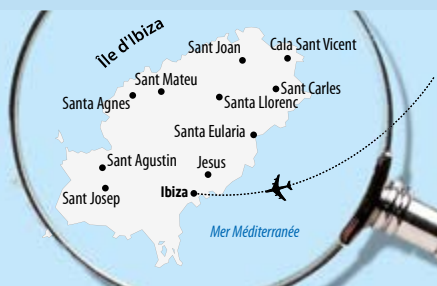 Île d'Ibiza
Sant Joan
Cala Sant Vicent
Sant Mateu
Santa Agnes
Santa Llorenc
Sant Carles
Santa Eularia
Sant Agustin
Jesus
Sant Josep
Ibiza
Mer Méditerranée